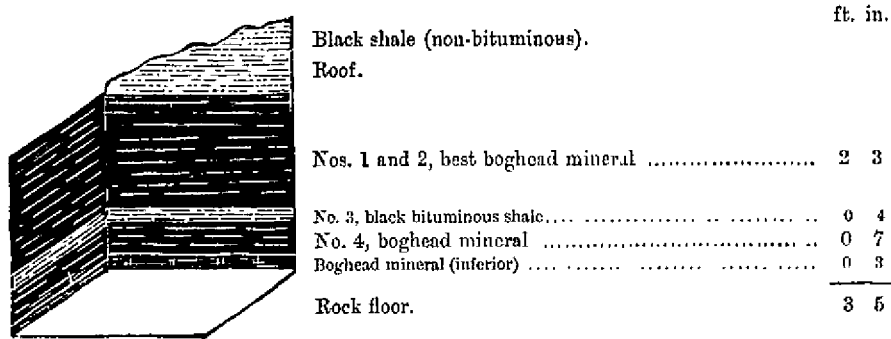 ft. in.
Black shale (non-bituminous).
Roof.
Nos. 1 and 2, best boghead mineral ........................ 2 3
No. 3, black bituminous shale.... ................ .. ...... ..... 0 4
No. 4, boghead mineral ........................................ 0 7
Boghead mineral (inferior) .... ...... ........ ...... ..... 0 3
Rock floor. 3 5